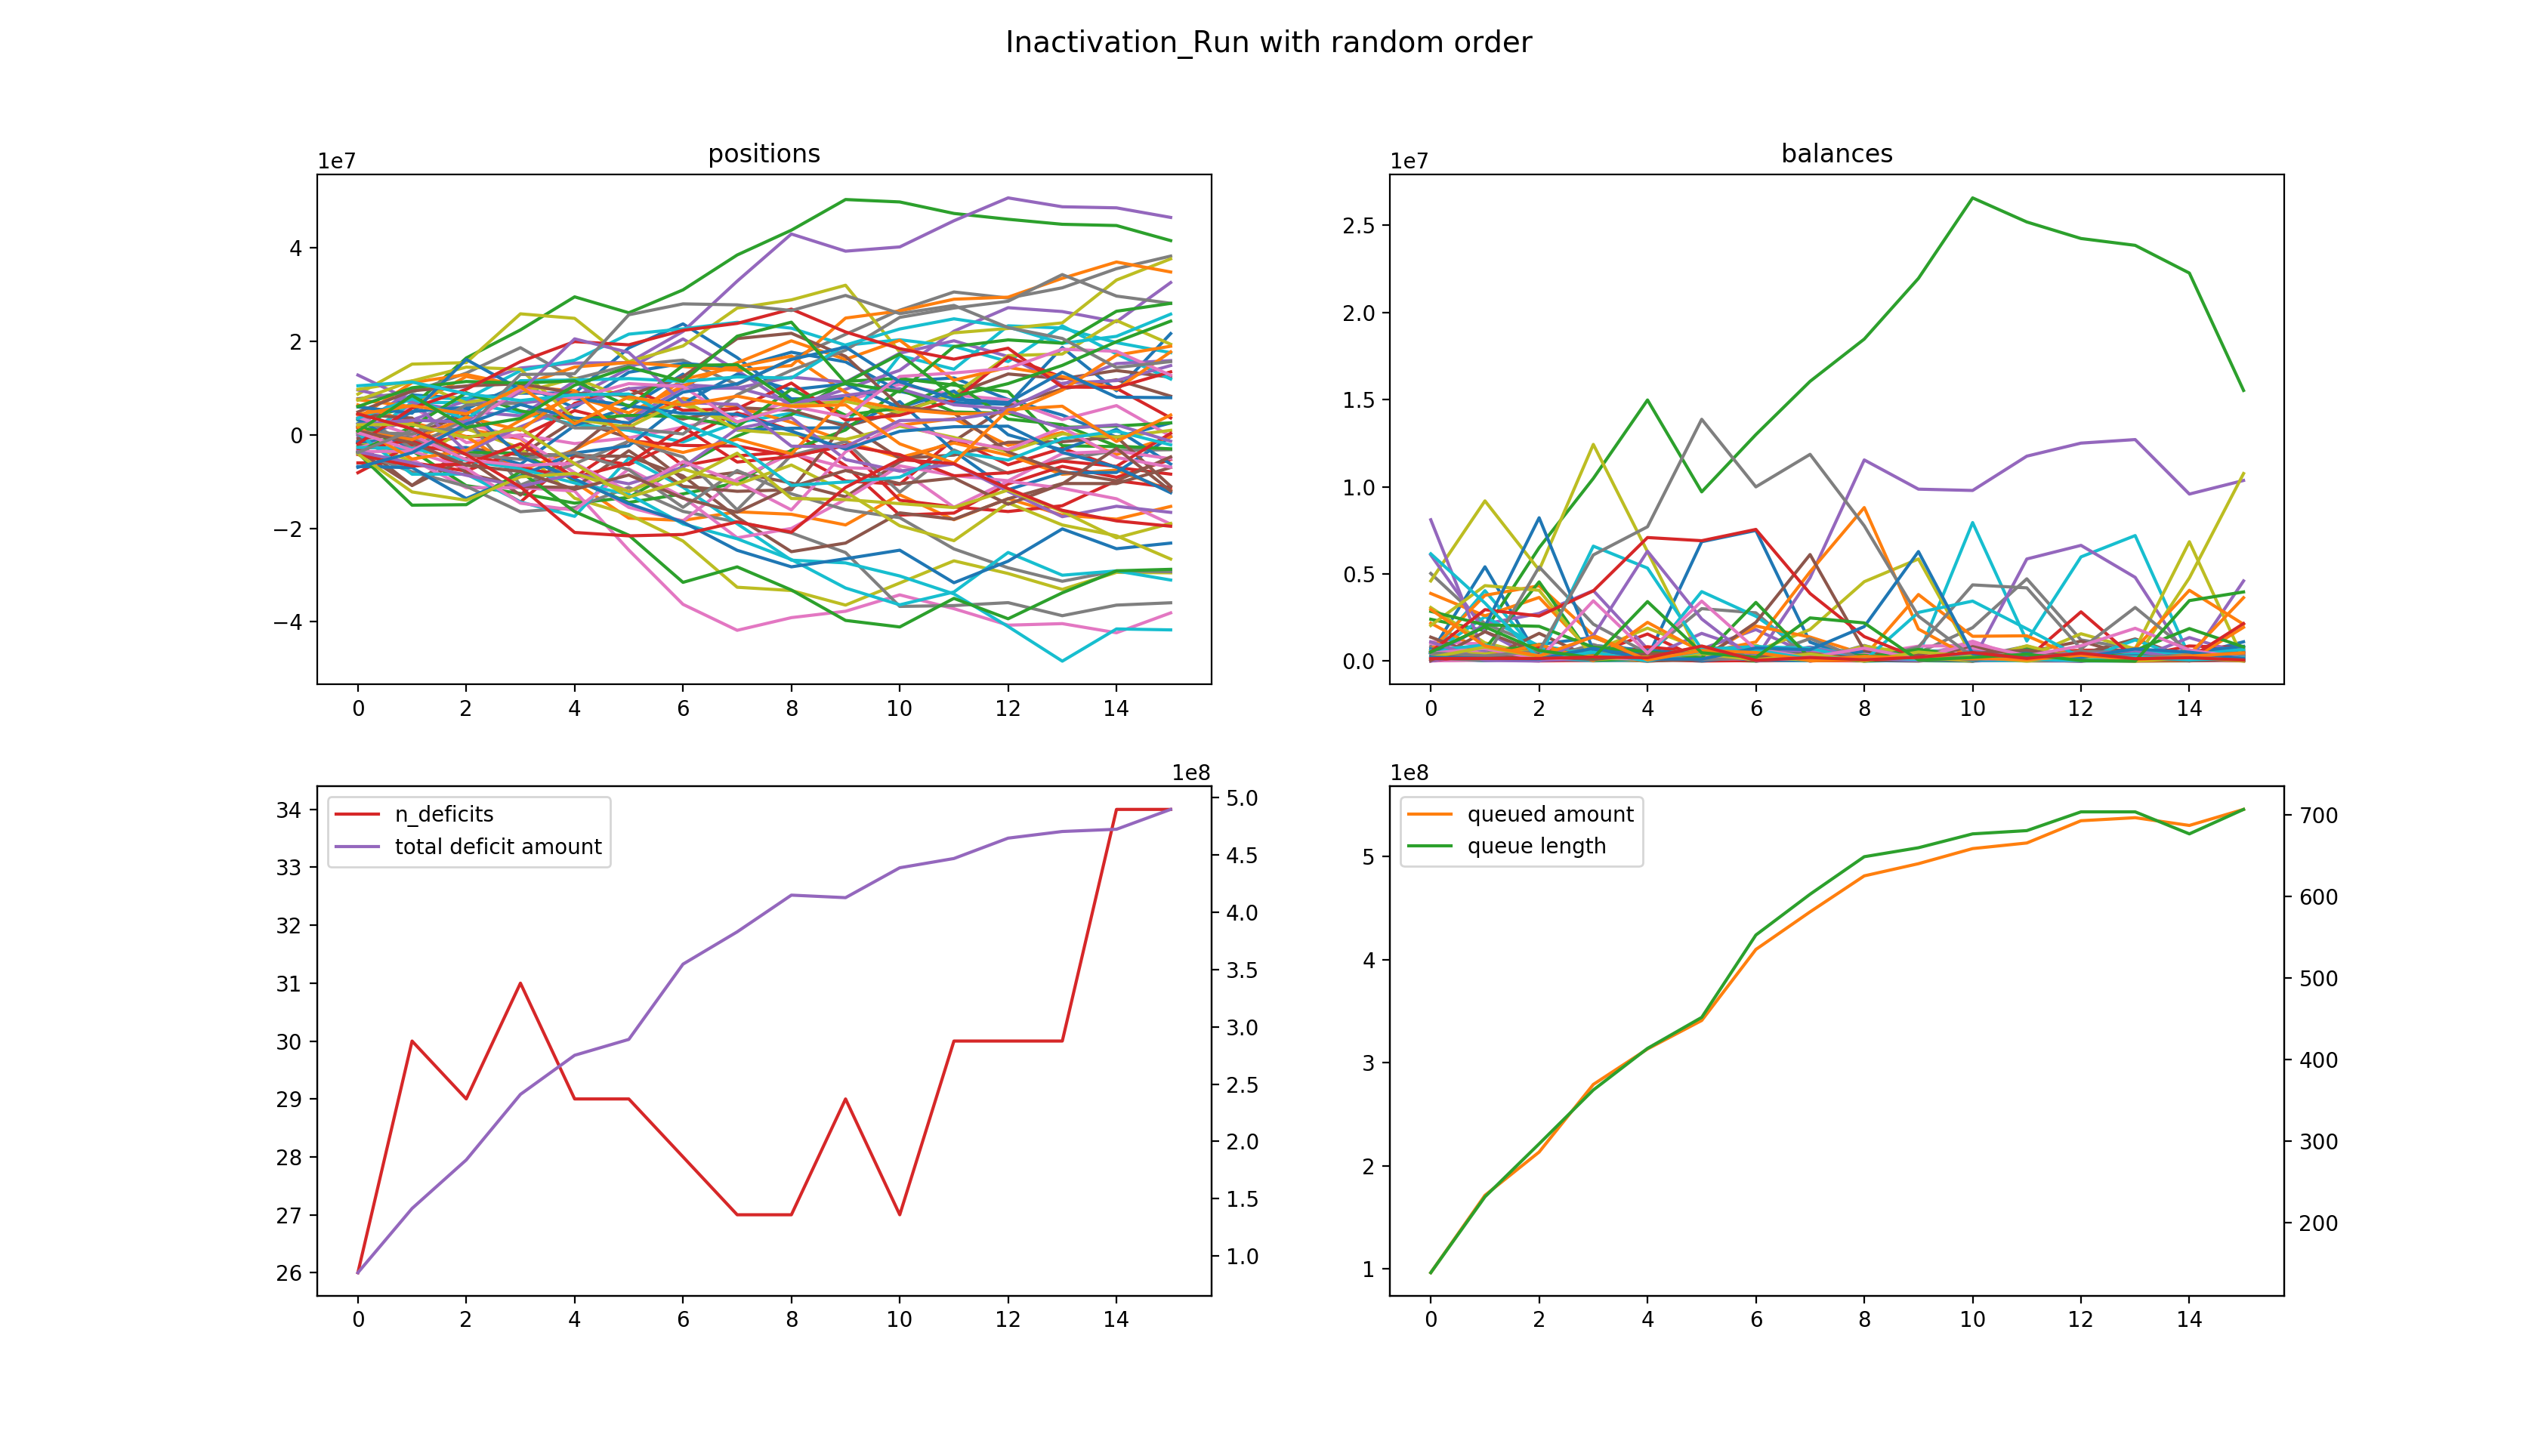 Inactivation_Run with random order
positions
1e7
4
2
0
−2
−4
0 2 4 6 8 10 12 14
balances
1e7
2.5
2.0
1.5
1.0
0.5
0.0
0 2 4 6 8 10 12 14
1e8
n_deficits
total deficit amount
34
33
32
31
30
29
28
27
26
5.0
4.5
4.0
3.5
3.0
2.5
2.0
1.5
1.0
0 2 4 6 8 10 12 14
1e8
queued amount
queue length
5
4
3
2
1
700
600
500
400
300
200
0 2 4 6 8 10 12 14